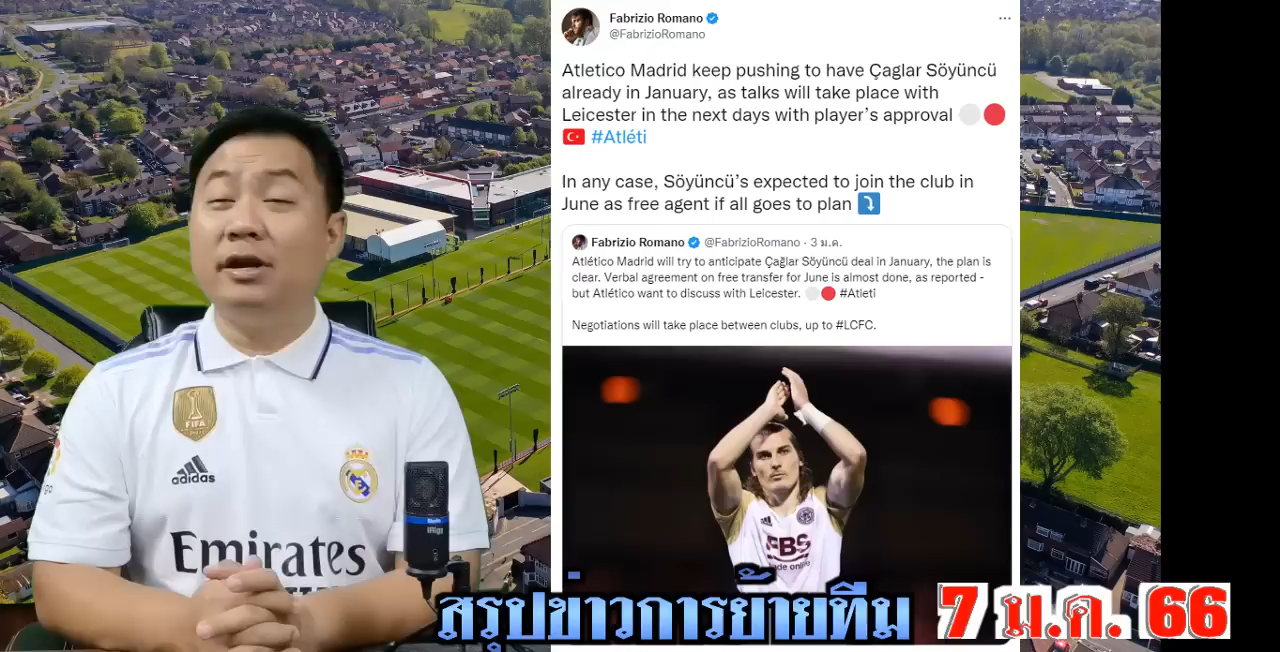 Fabrizio Romano
@FabrizioRomano
Atletico Madrid keep pushing to have Çaglar Söyüncü
already in January, as talks will take place with
Leicester in the next days with player's approval
#Atléti
In any case, Söyüncü's expected to join the club in
June as free agent if all goes to plan
Fabrizio Romano @FabrizioRomano · 3 ม.ค.
Atlético Madrid will try to anticipate Çağlar Söyüncü deal in January, the plan is
clear. Verbal agreement on free transfer for June is almost done, as reported -
but Atlético want to discuss with Leicester. #Atleti
Negotiations will take place between clubs, up to #LCFC.
FIFA
adidas
Emirates
iRig
FBS
สรุปข่าวการย้ายทีม 7 ม.ค. 66